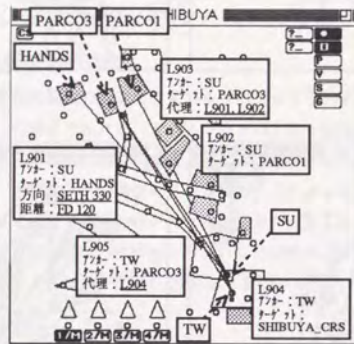 PARCO3
PARCO1
SHIBUYA
HANDS
?_
?_
P
V
S
G
L903
アンカー：SU
ターゲット：PARCO3
代理：L901, L902
L902
アンカー：SU
ターゲット：PARCO1
L901
アンカー：SU
ターゲット：HANDS
方向：SETH 330
距離：FD 120
SU
L905
アンカー：TW
ターゲット：PARCO3
代理：L904
L904
アンカー：TW
ターゲット：
SHIBUYA_CRS
TW
1/M
2/M
3/M
4/M